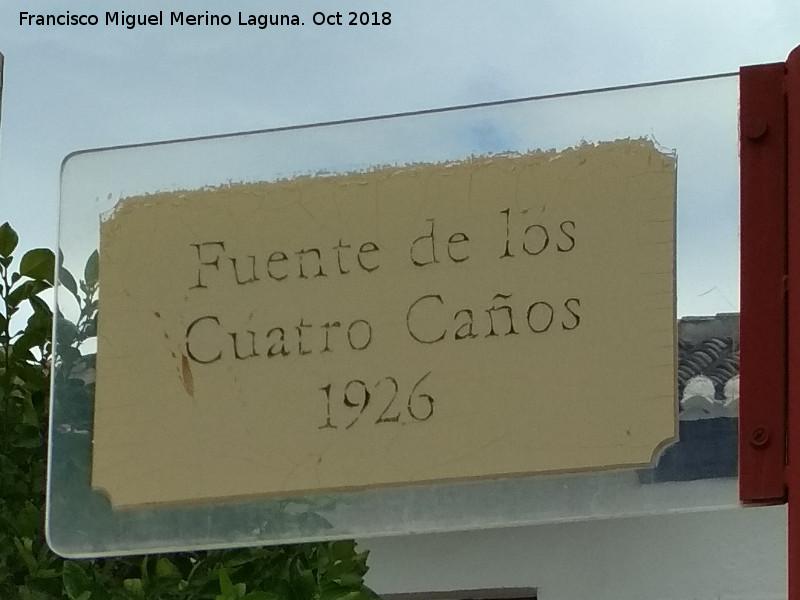 Francisco Miguel Merino Laguna. Oct 2018
Fuente de los
Cuatro Caños
1926